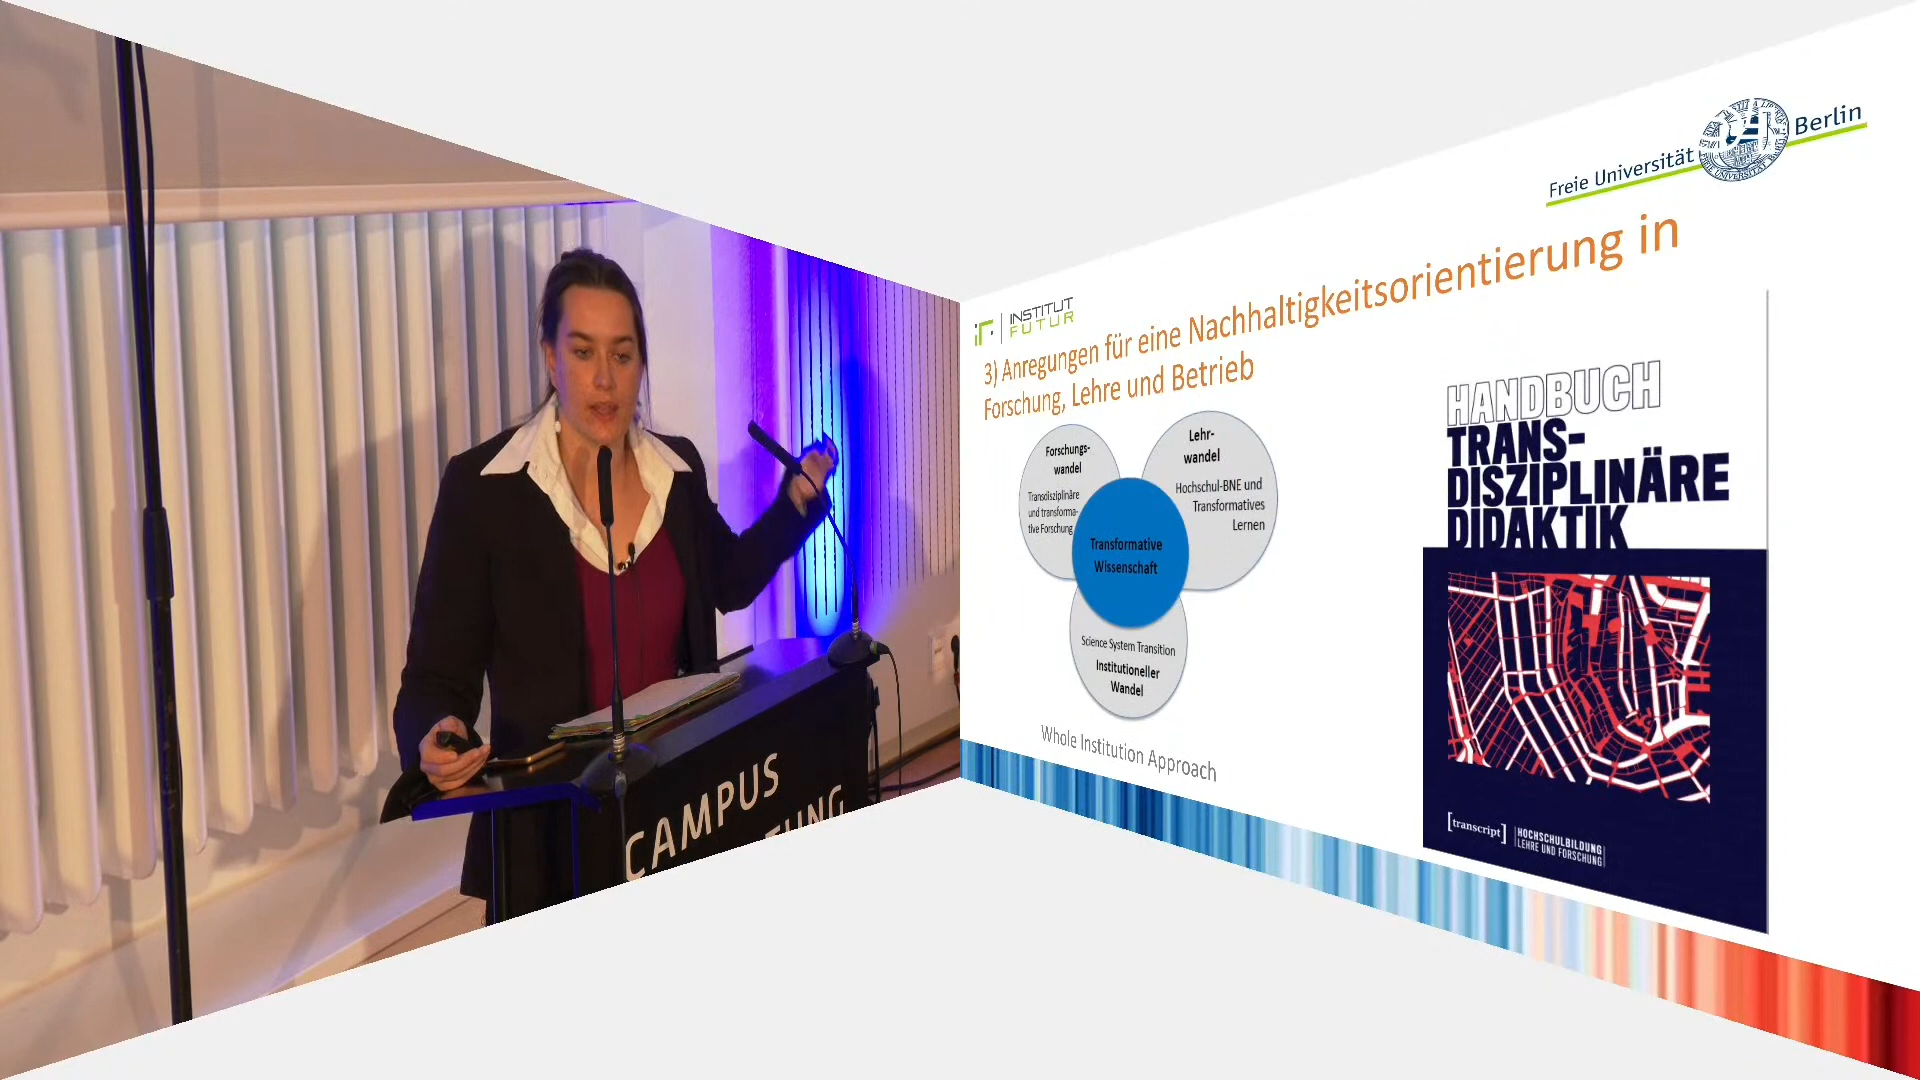 Freie Universität Berlin
INSTITUT
FUTUR
3) Anregungen für eine Nachhaltigkeitsorientierung in
Forschung, Lehre und Betrieb
Forschungs-
wandel
Transdisziplinäre
und transforma-
tive Forschung
Lehr-
wandel
Hochschul-BNE und
Transformatives
Lernen
Transformative
Wissenschaft
Science System Transition
Institutioneller
Wandel
Whole Institution Approach
HANDBUCH
TRANS-
DISZIPLINÄRE
DIDAKTIK
[transcript]
HOCHSCHULBILDUNG
LEHRE UND FORSCHUNG
CAMPUS